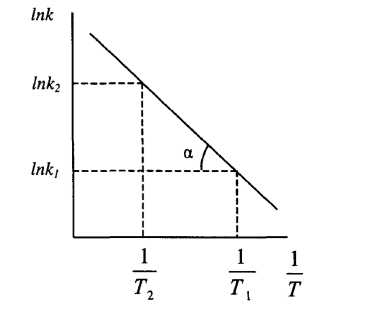 lnk
lnk₂
α
lnk₁
1/T₂
1/T₁
1/T